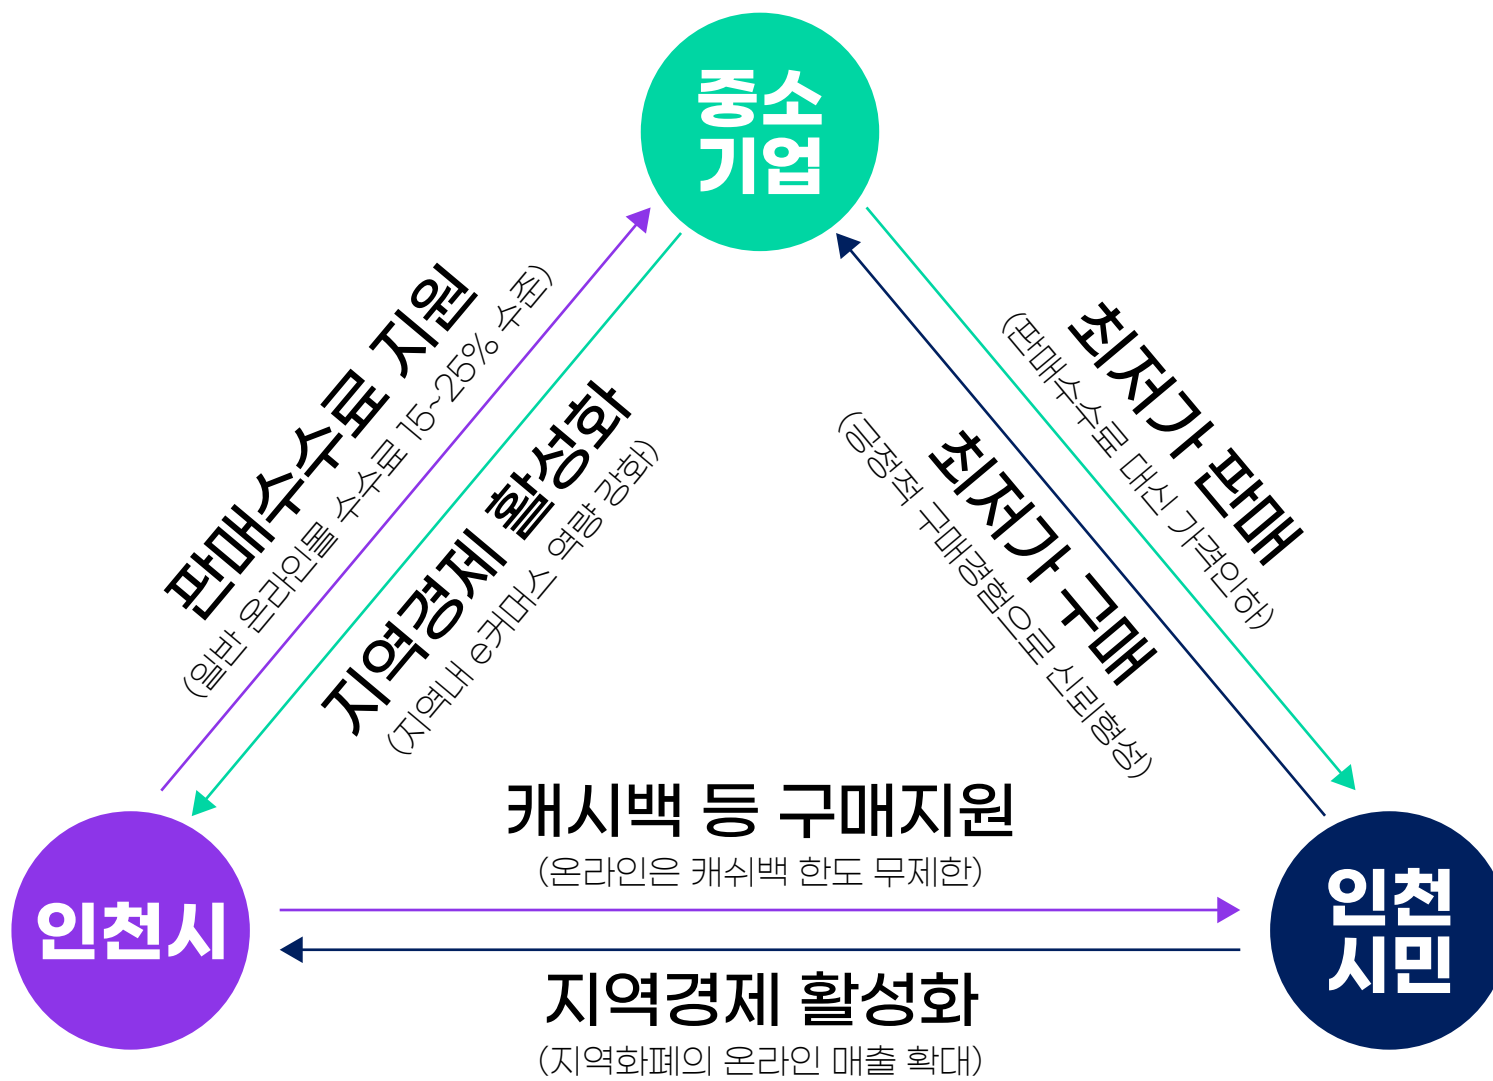 중소
기업
판매수수료 지원
(일반 온라인몰 수수료 15~25% 수준)
지역경제 활성화
(지역내 e커머스 역량 강화)
최저가 판매
(판매수수료 대신 가격인하)
최저가 구매
(긍정적 구매경험으로 신뢰형성)
캐시백 등 구매지원
(온라인은 캐쉬백 한도 무제한)
인천시
인천
시민
지역경제 활성화
(지역화폐의 온라인 매출 확대)